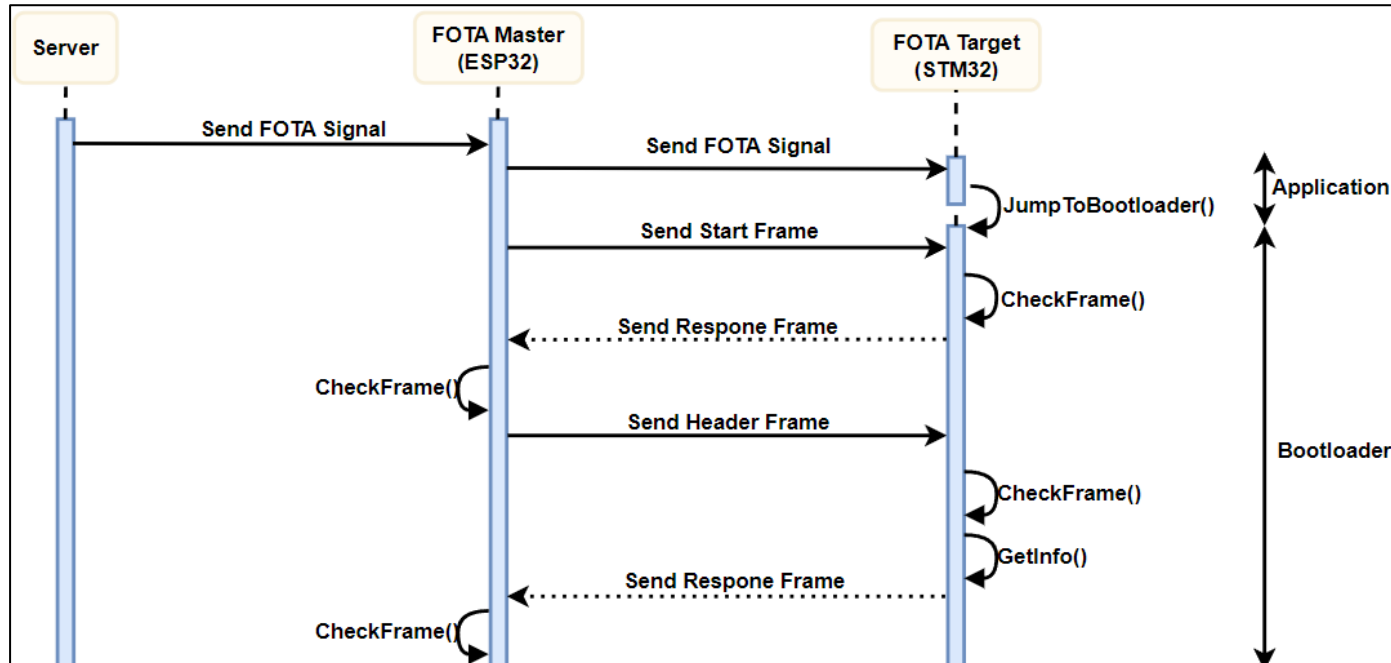 Server
FOTA Master
(ESP32)
FOTA Target
(STM32)
Send FOTA Signal
Send FOTA Signal
Application
JumpToBootloader()
Send Start Frame
CheckFrame()
Send Respone Frame
CheckFrame()
Send Header Frame
Bootloader
CheckFrame()
GetInfo()
Send Respone Frame
CheckFrame()